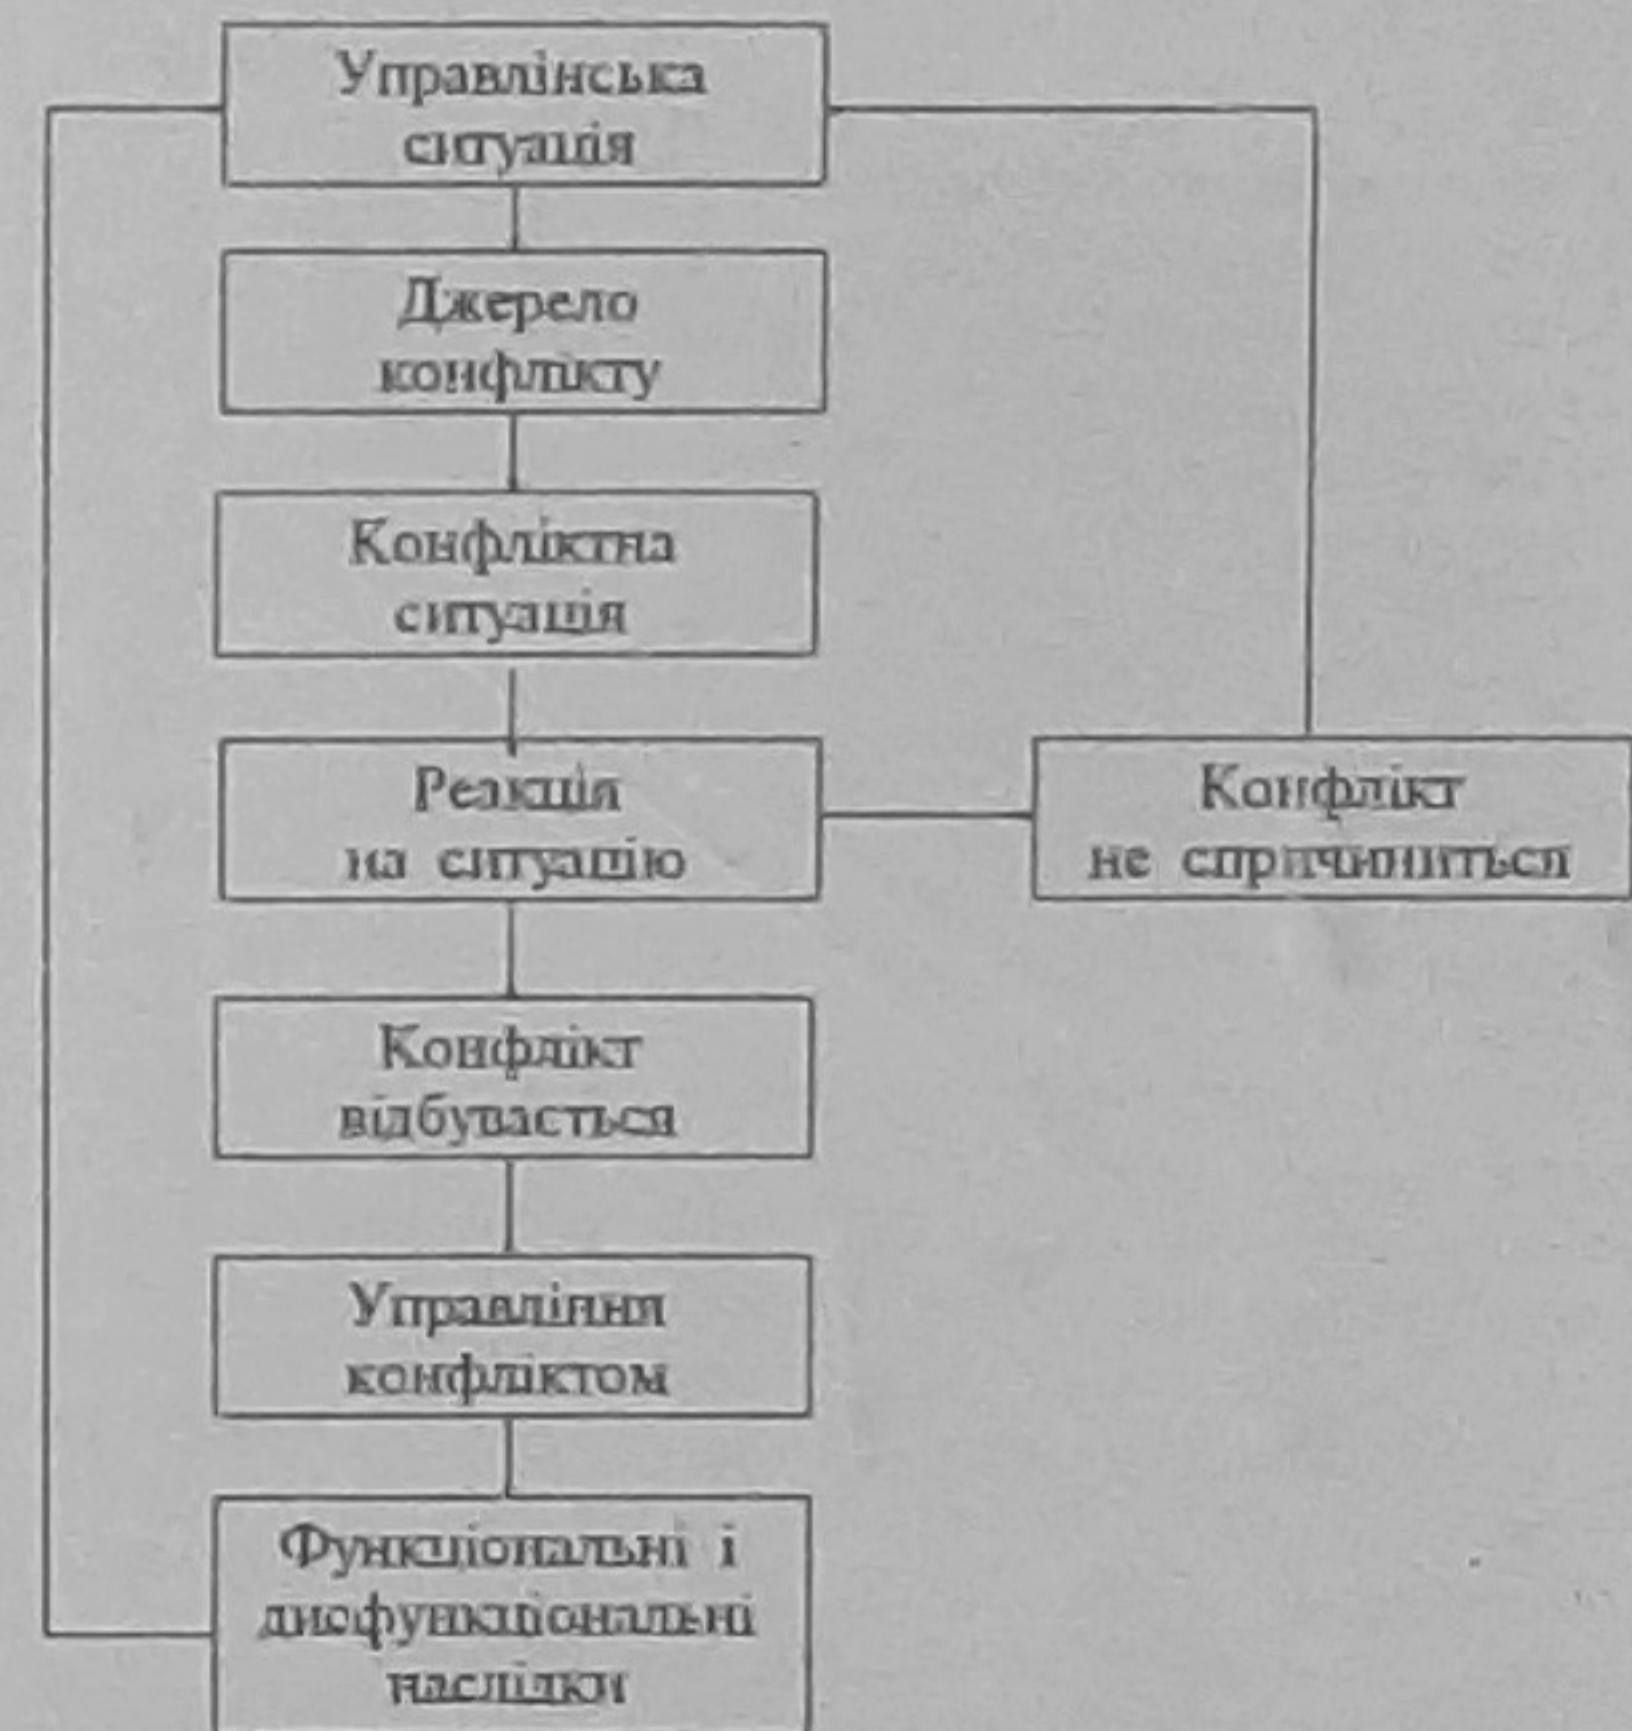 Управлінська
ситуація
Джерело
конфлікту
Конфліктна
ситуація
Реакція
на ситуацію
Конфлікт
не спричиниться
Конфлікт
відбувається
Управління
конфліктом
Функціональні і
дисфункціональні
наслідки